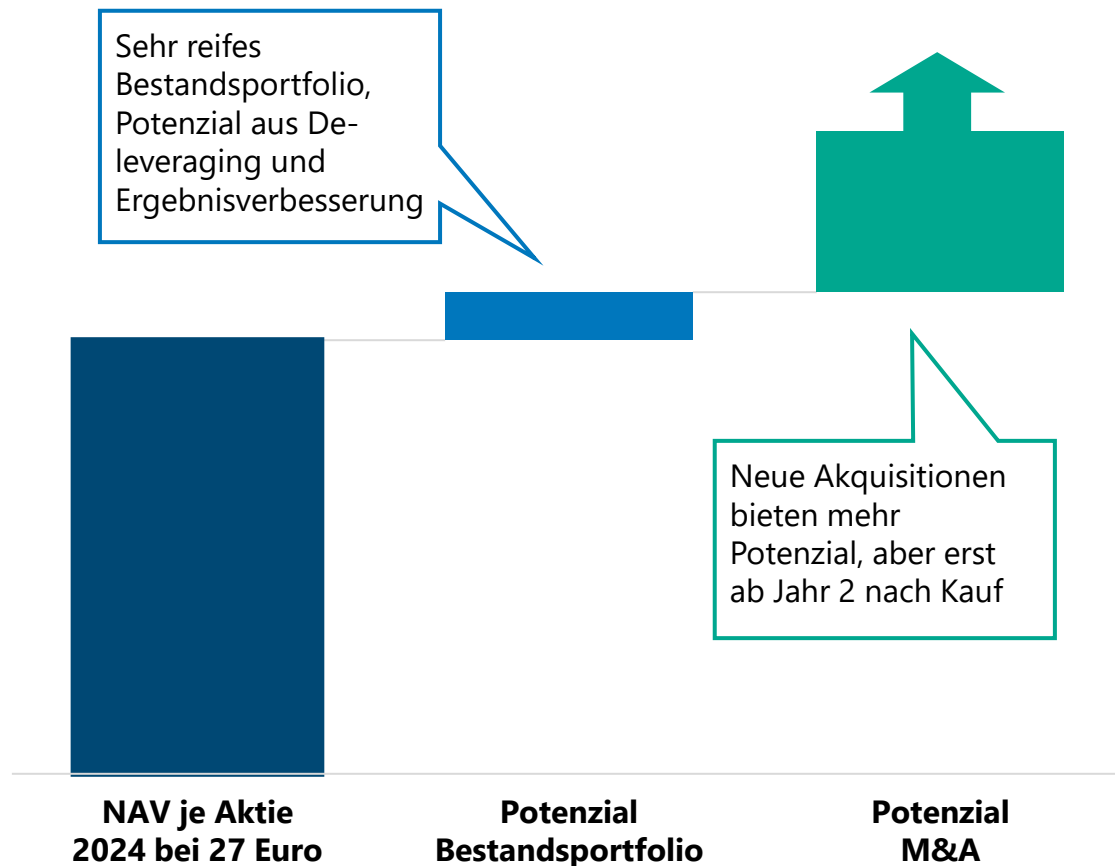 Sehr reifes
Bestandsportfolio,
Potenzial aus De-
leveraging und
Ergebnisverbesserung
Neue Akquisitionen
bieten mehr
Potenzial, aber erst
ab Jahr 2 nach Kauf
NAV je Aktie
2024 bei 27 Euro
Potenzial
Bestandsportfolio
Potenzial
M&A